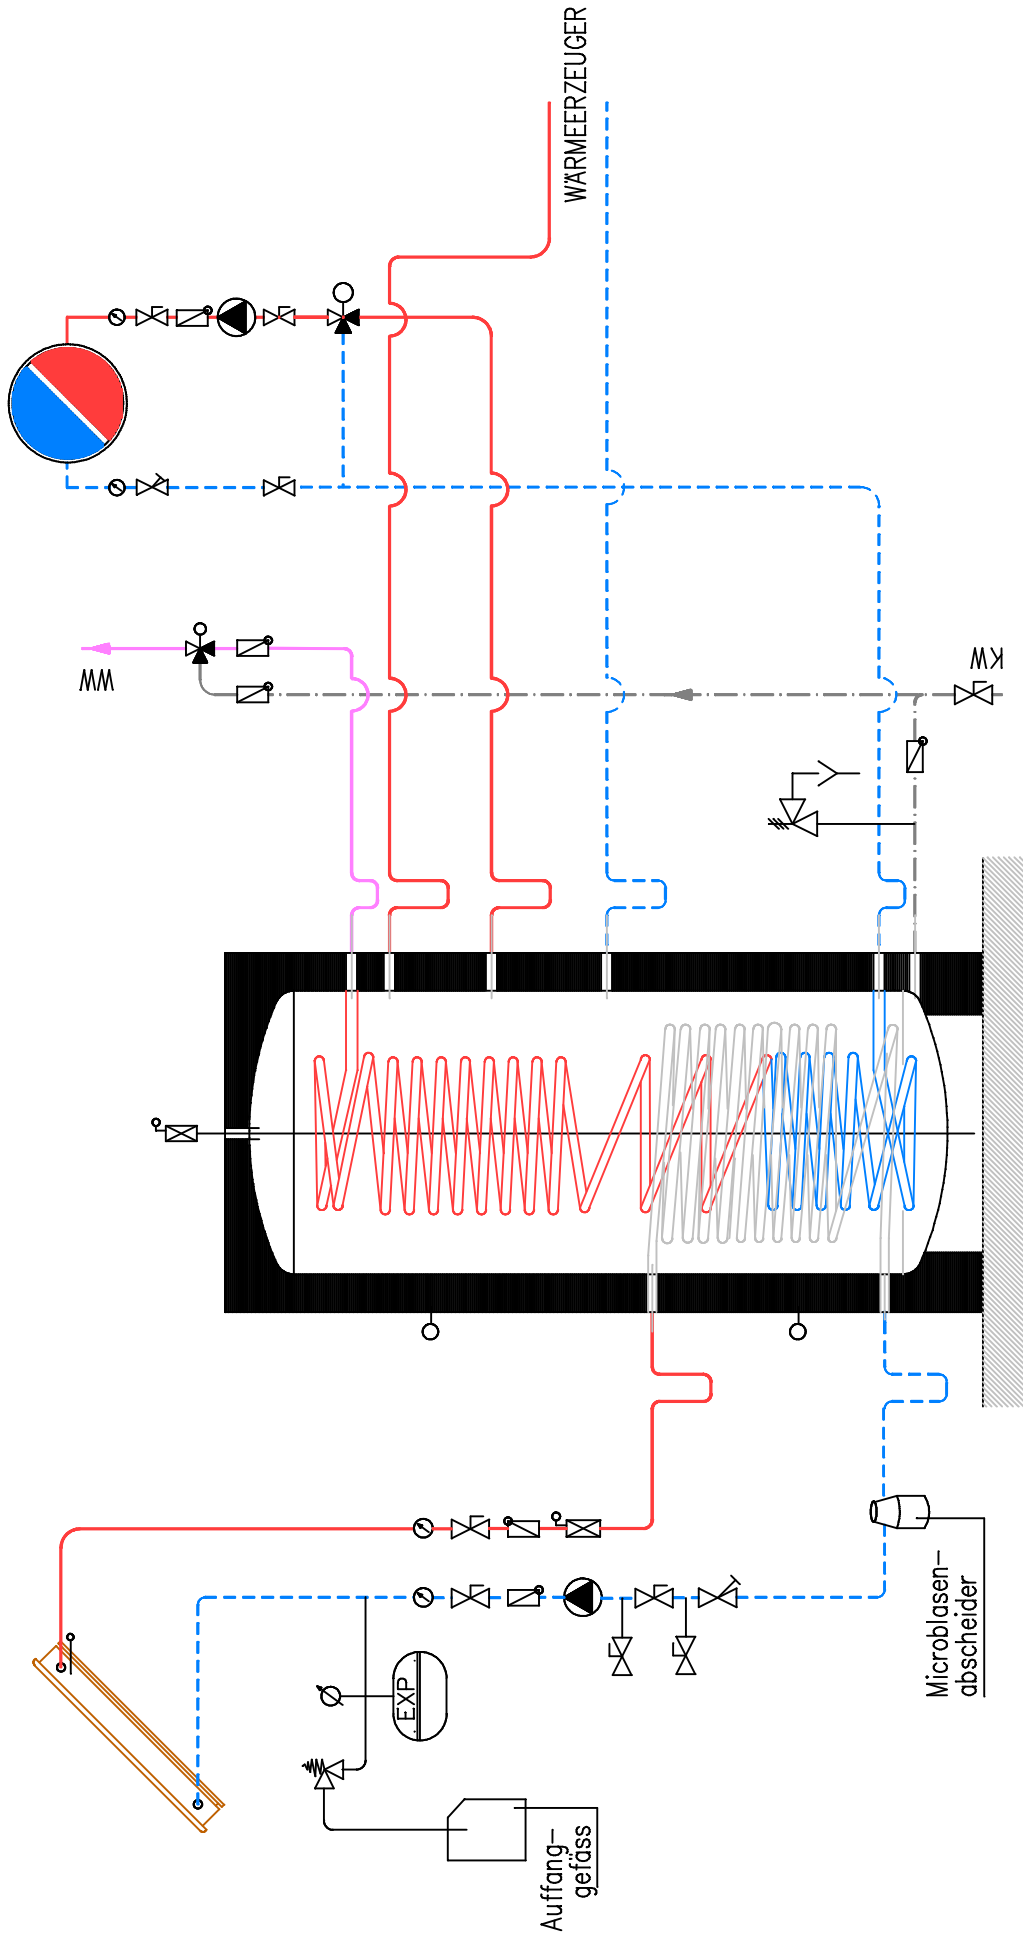 WÄRMEERZEUGER
WW
KW
EXP
Auffang-
gefäss
Microblasen-
abscheider